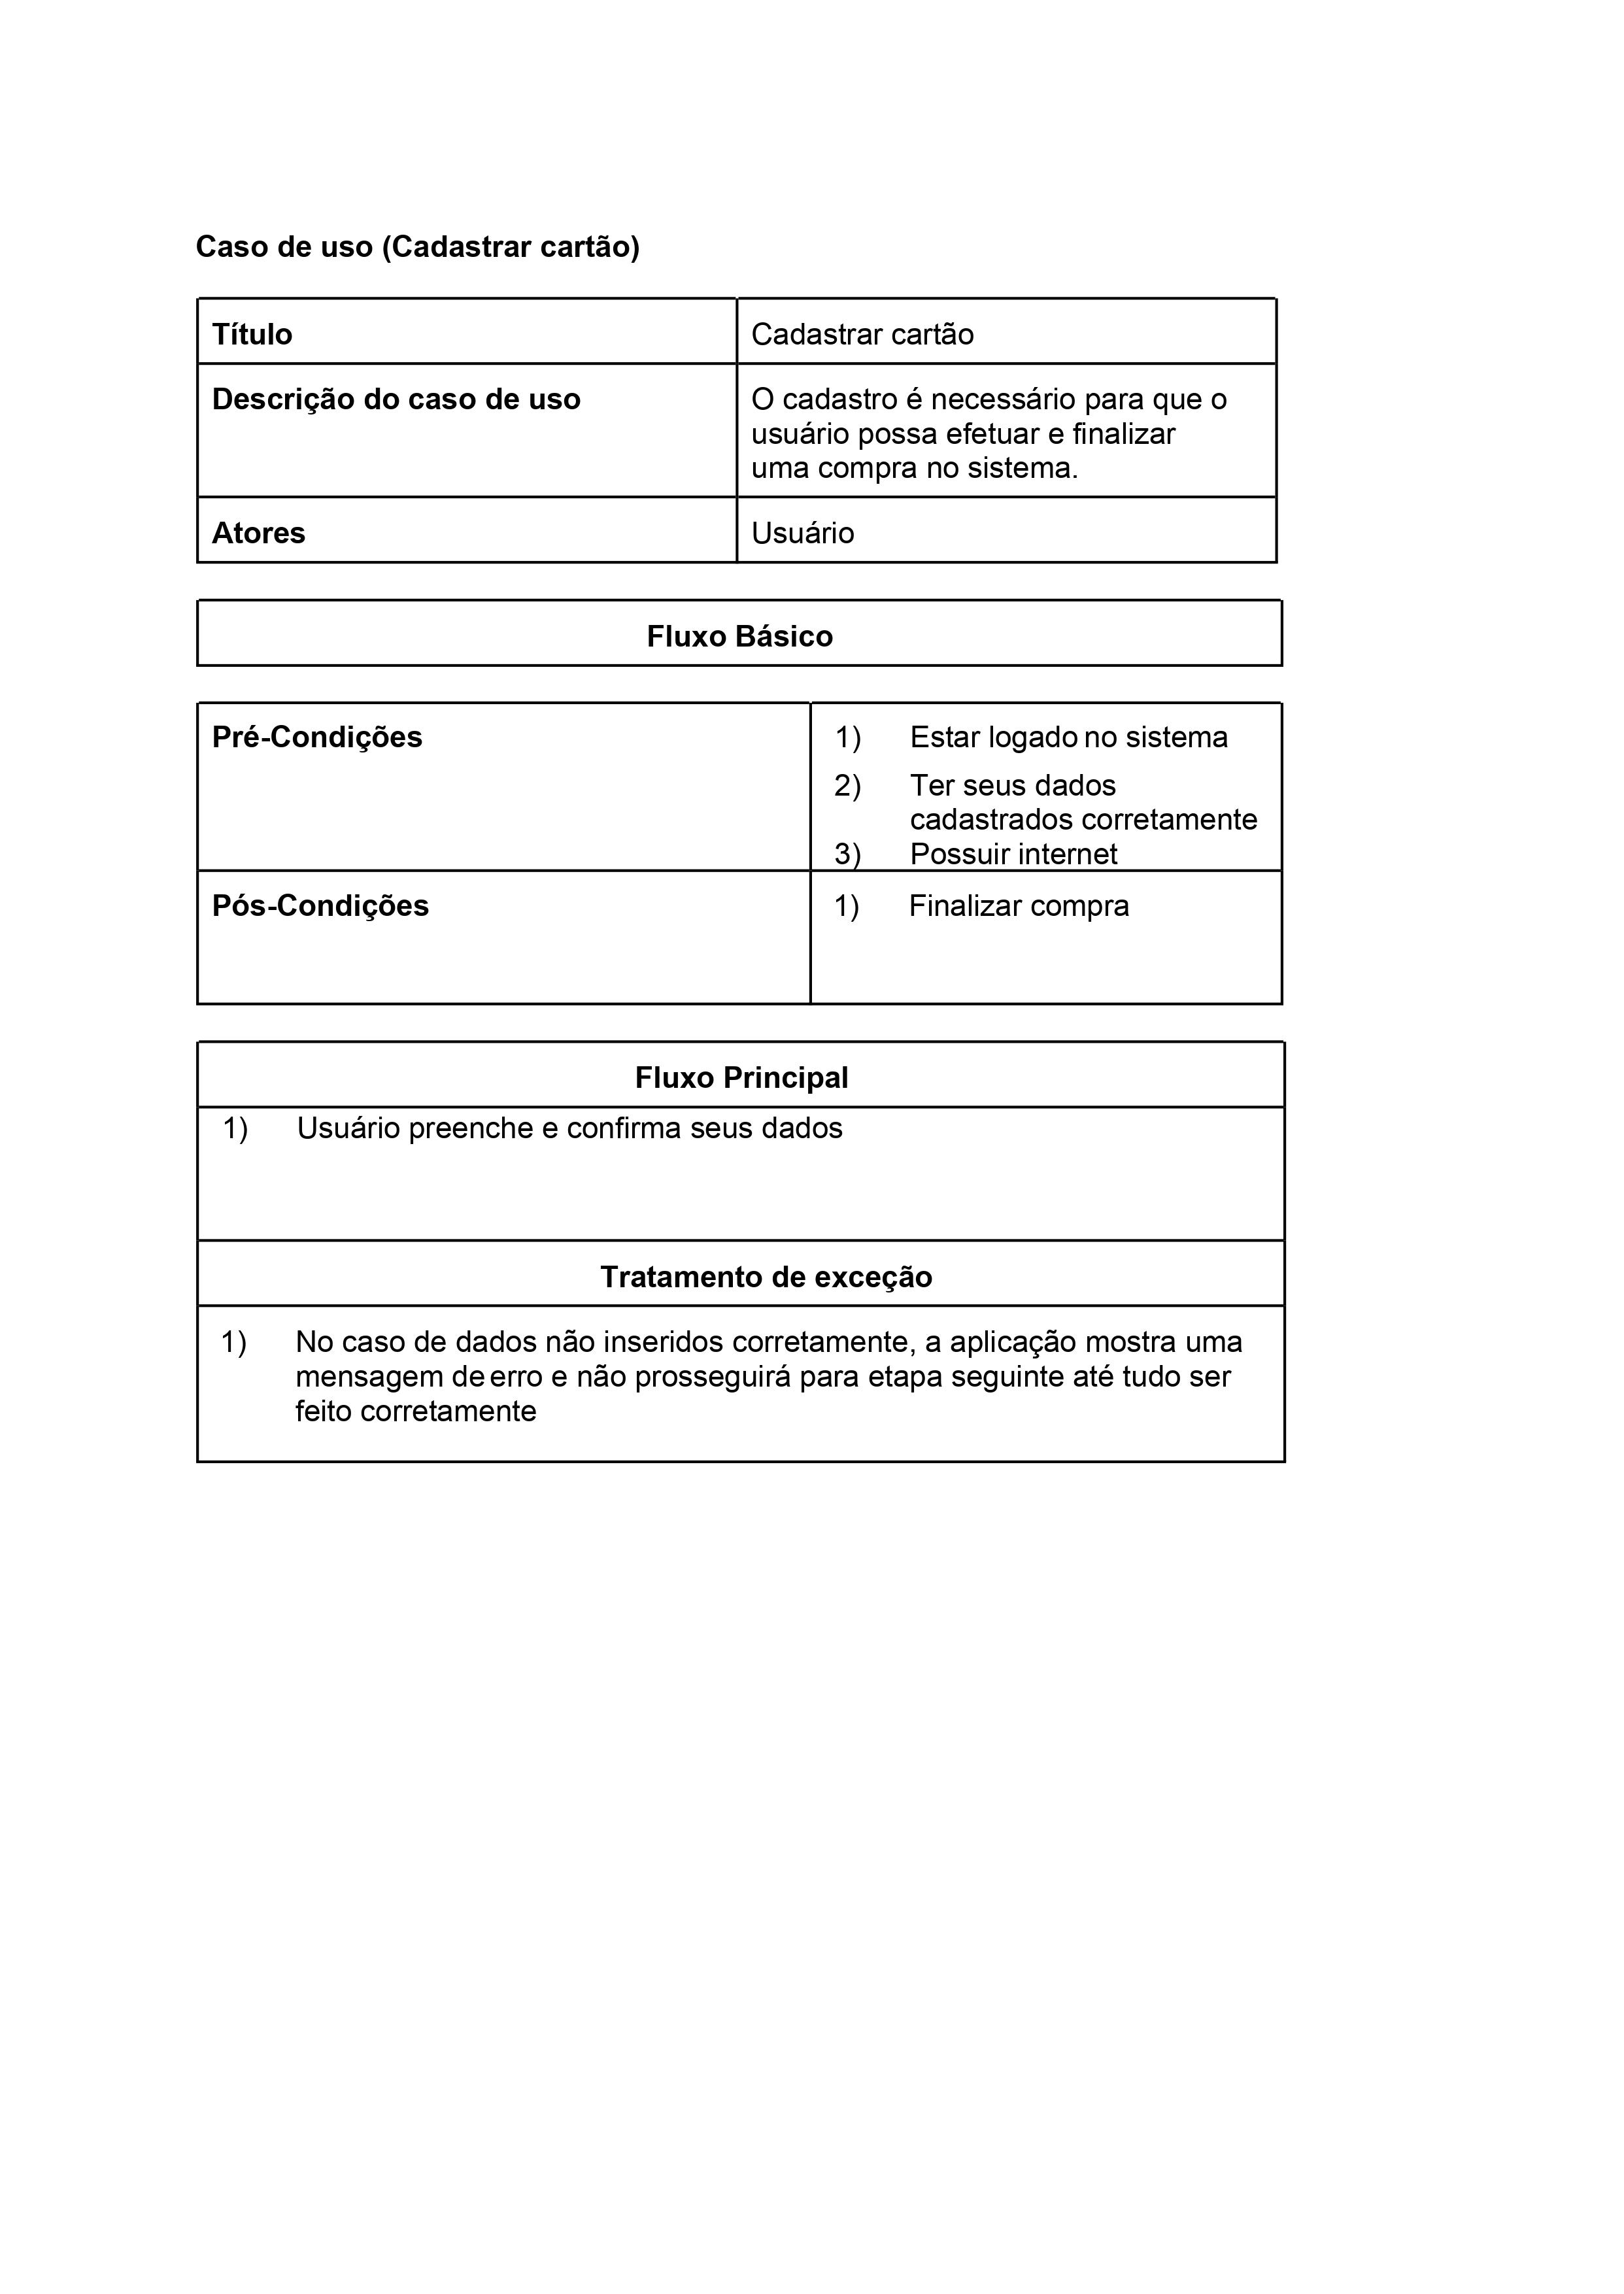 Caso de uso (Cadastrar cartão)
Título
Cadastrar cartão
Descrição do caso de uso
O cadastro é necessário para que o
usuário possa efetuar e finalizar
uma compra no sistema.
Atores
Usuário
Fluxo Básico
Pré-Condições
1) Estar logado no sistema
2) Ter seus dados
cadastrados corretamente
3) Possuir internet
Pós-Condições
1) Finalizar compra
Fluxo Principal
1) Usuário preenche e confirma seus dados
Tratamento de exceção
1) No caso de dados não inseridos corretamente, a aplicação mostra uma
mensagem de erro e não prosseguirá para etapa seguinte até tudo ser
feito corretamente